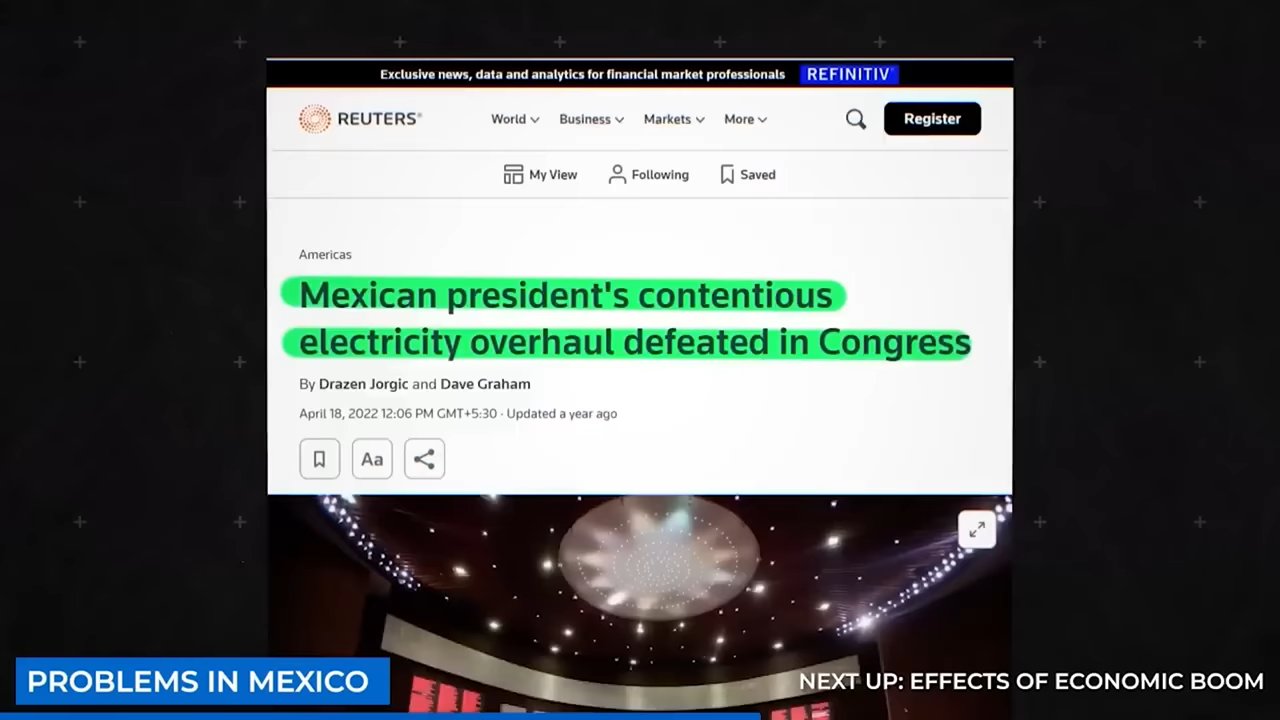 Exclusive news, data and analytics for financial market professionals REFINITIV
REUTERS®
World Business Markets More
Register
My View Following Saved
Americas
Mexican president's contentious
electricity overhaul defeated in Congress
By Drazen Jorgic and Dave Graham
April 18, 2022 12:06 PM GMT+5:30 · Updated a year ago
Aa
PROBLEMS IN MEXICO
NEXT UP: EFFECTS OF ECONOMIC BOOM